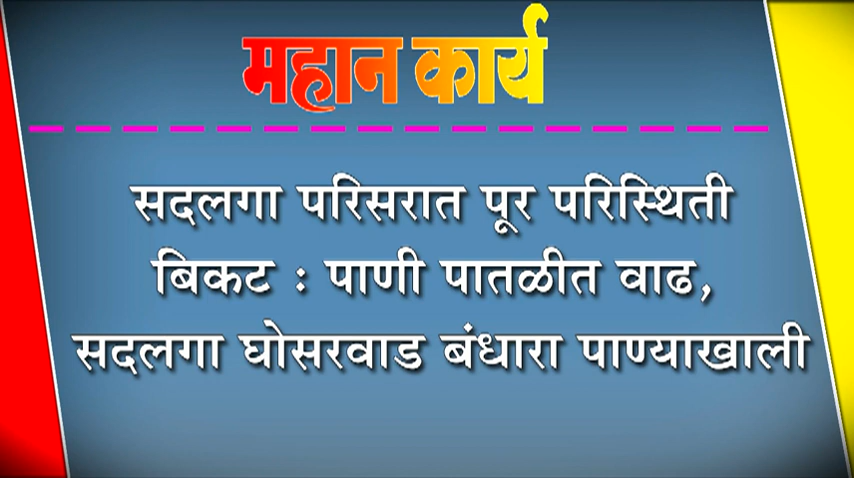 महान कार्य
सदलगा परिसरात पूर परिस्थिती
बिकट : पाणी पातळीत वाढ,
सदलगा घोसरवाड बंधारा पाण्याखाली